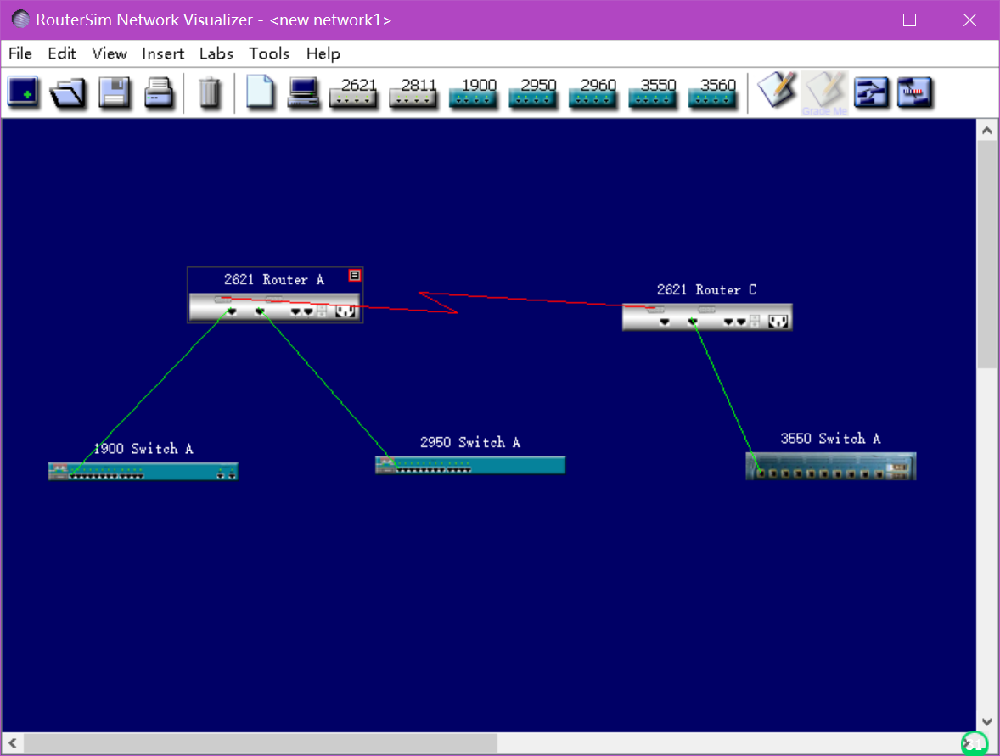 RouterSim Network Visualizer - <new network1>
File Edit View Insert Labs Tools Help
2621 2811 1900 2950 2960 3550 3560
Grade Me
2621 Router A
2621 Router C
3550 Switch A
2950 Switch A
1900 Switch A